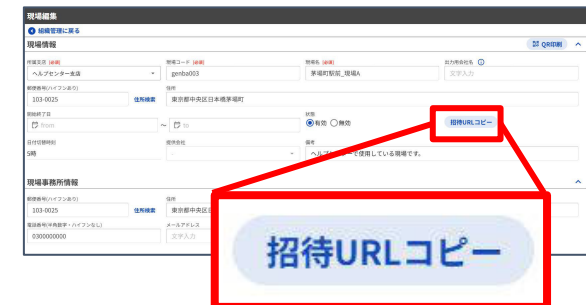 現場編集
組織管理に戻る
現場情報
QR印刷
所属支店 (必須)
現場コード (必須)
現場名 (必須)
出力用会社名
ヘルプセンター支店
genba003
茅場町駅前_現場A
文字入力
郵便番号(ハイフンあり)
住所
103-0025
住所検索
東京都中央区日本橋茅場町
開始終了日
状態
from
~
to
有効
無効
招待URLコピー
日付切替時刻
提供会社
備考
5時
-
で使用している現場です。
現場事務所情報
郵便番号(ハイフンあり)
住所
103-0025
住所検索
東京都中央区
電話番号(半角数字・ハイフンなし)
メールアドレス
0300000000
文字入力
招待URLコピー